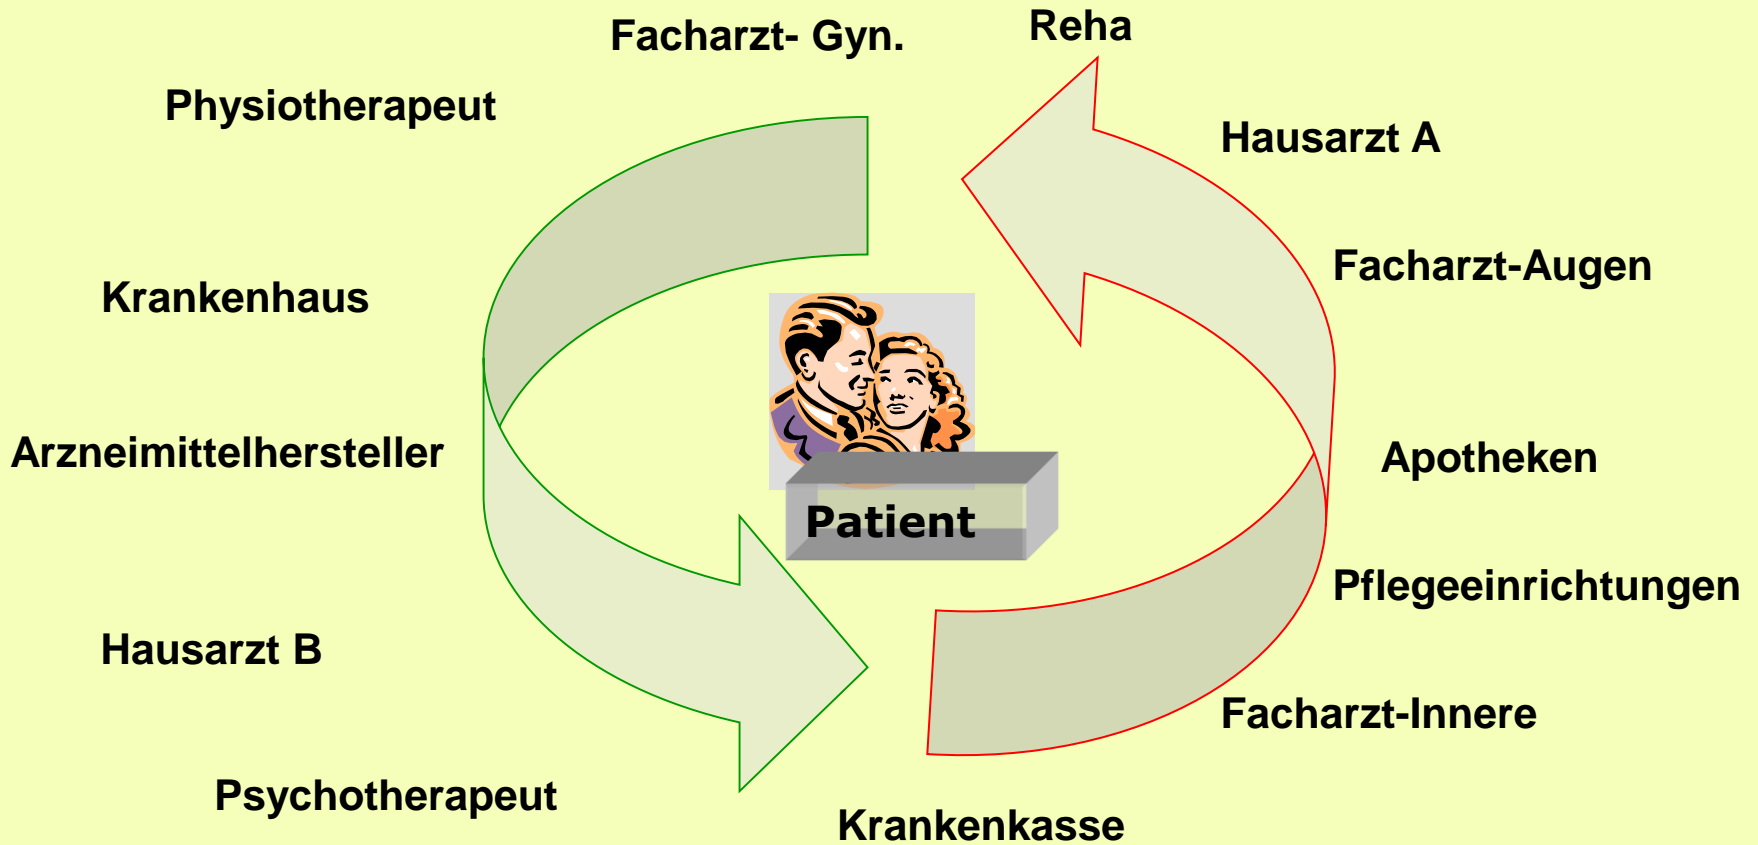 Reha
Facharzt- Gyn.
Physiotherapeut
Hausarzt A
Facharzt-Augen
Krankenhaus
Arzneimittelhersteller
Apotheken
Patient
Pflegeeinrichtungen
Hausarzt B
Facharzt-Innere
Psychotherapeut
Krankenkasse